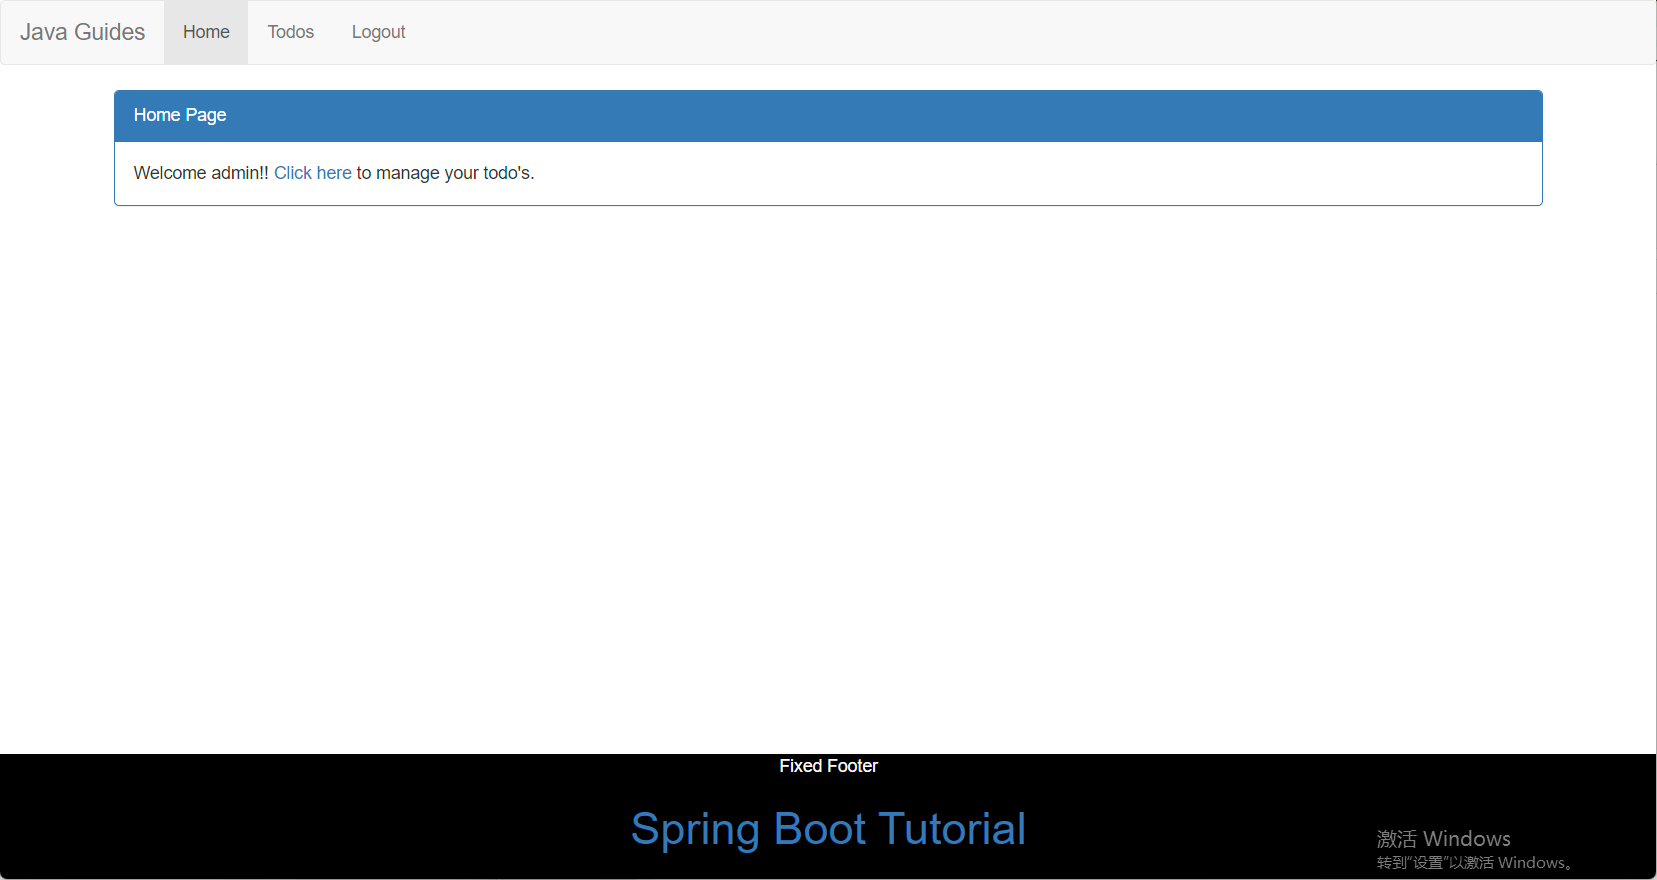 Java Guides Home Todos Logout
Home Page
Welcome admin!! Click here to manage your todo's.
Fixed Footer
Spring Boot Tutorial
激活 Windows
转到“设置”以激活 Windows。